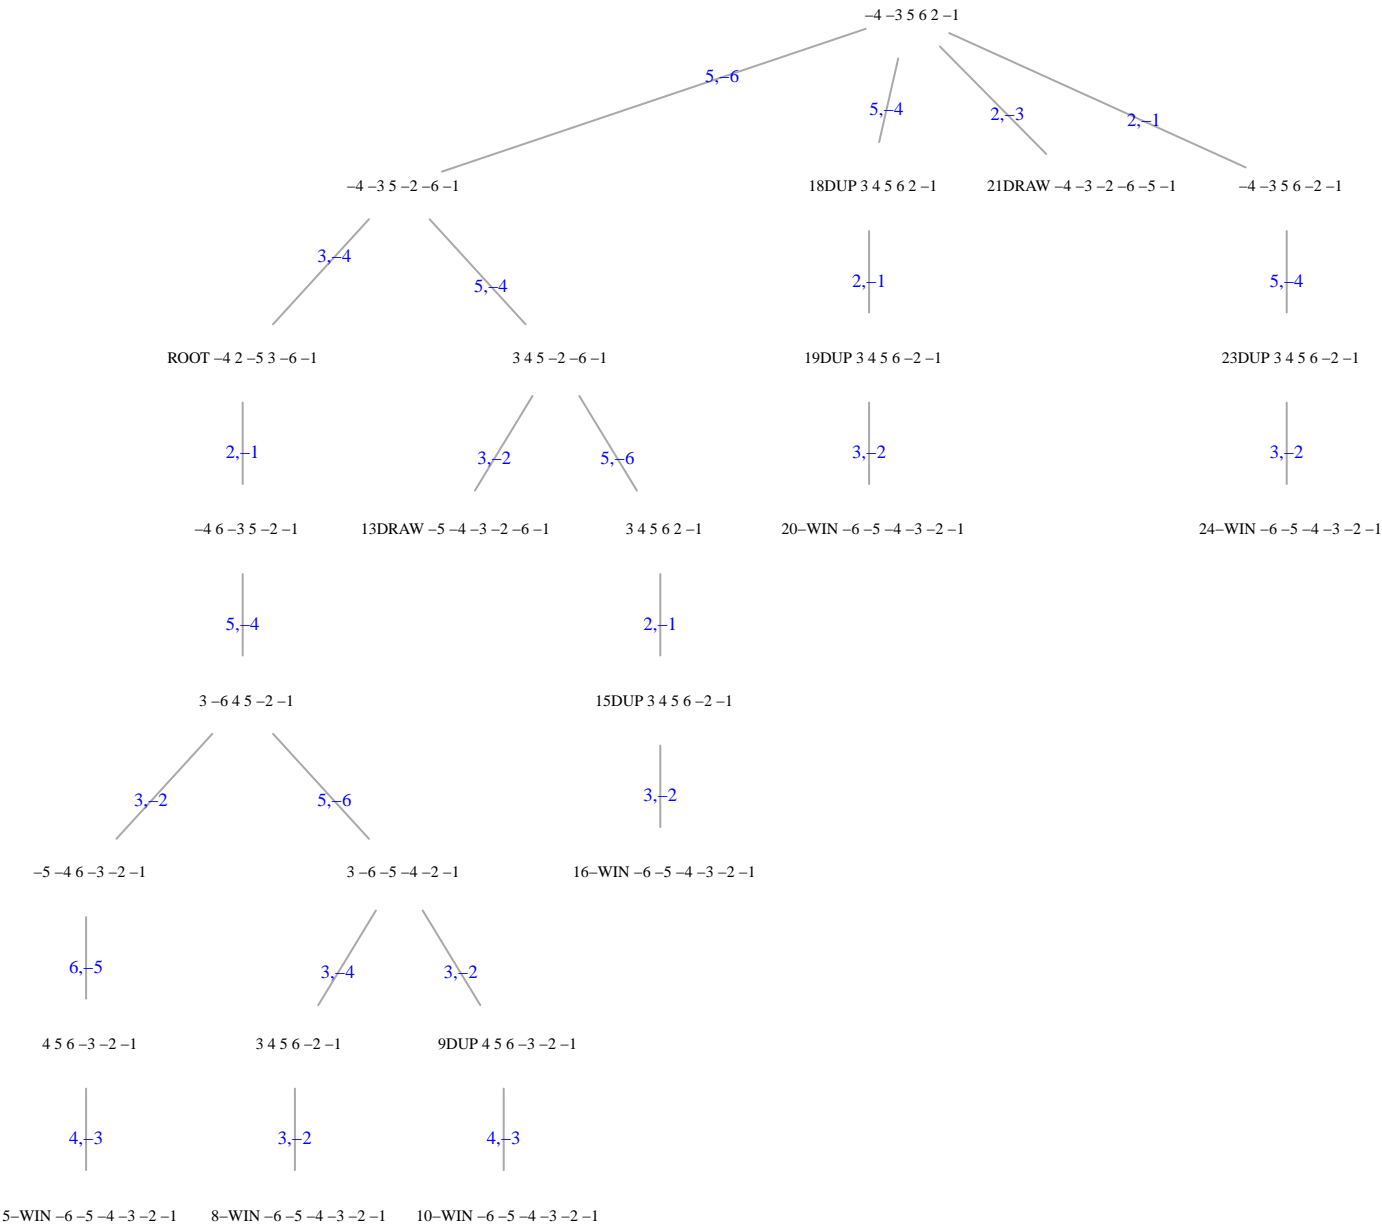 –4 –3 5 6 2 –1
5,–6
5,–4
2,–3
2,–1
–4 –3 5 –2 –6 –1
18DUP 3 4 5 6 2 –1
21DRAW –4 –3 –2 –6 –5 –1
–4 –3 5 6 –2 –1
3,–4
5,–4
2,–1
5,–4
ROOT –4 2 –5 3 –6 –1
3 4 5 –2 –6 –1
19DUP 3 4 5 6 –2 –1
23DUP 3 4 5 6 –2 –1
2,–1
3,–2
5,–6
3,–2
3,–2
–4 6 –3 5 –2 –1
13DRAW –5 –4 –3 –2 –6 –1
3 4 5 6 2 –1
20–WIN –6 –5 –4 –3 –2 –1
24–WIN –6 –5 –4 –3 –2 –1
5,–4
2,–1
3 –6 4 5 –2 –1
15DUP 3 4 5 6 –2 –1
3,–2
5,–6
3,–2
–5 –4 6 –3 –2 –1
3 –6 –5 –4 –2 –1
16–WIN –6 –5 –4 –3 –2 –1
6,–5
3,–4
3,–2
4 5 6 –3 –2 –1
3 4 5 6 –2 –1
9DUP 4 5 6 –3 –2 –1
4,–3
3,–2
4,–3
5–WIN –6 –5 –4 –3 –2 –1
8–WIN –6 –5 –4 –3 –2 –1
10–WIN –6 –5 –4 –3 –2 –1